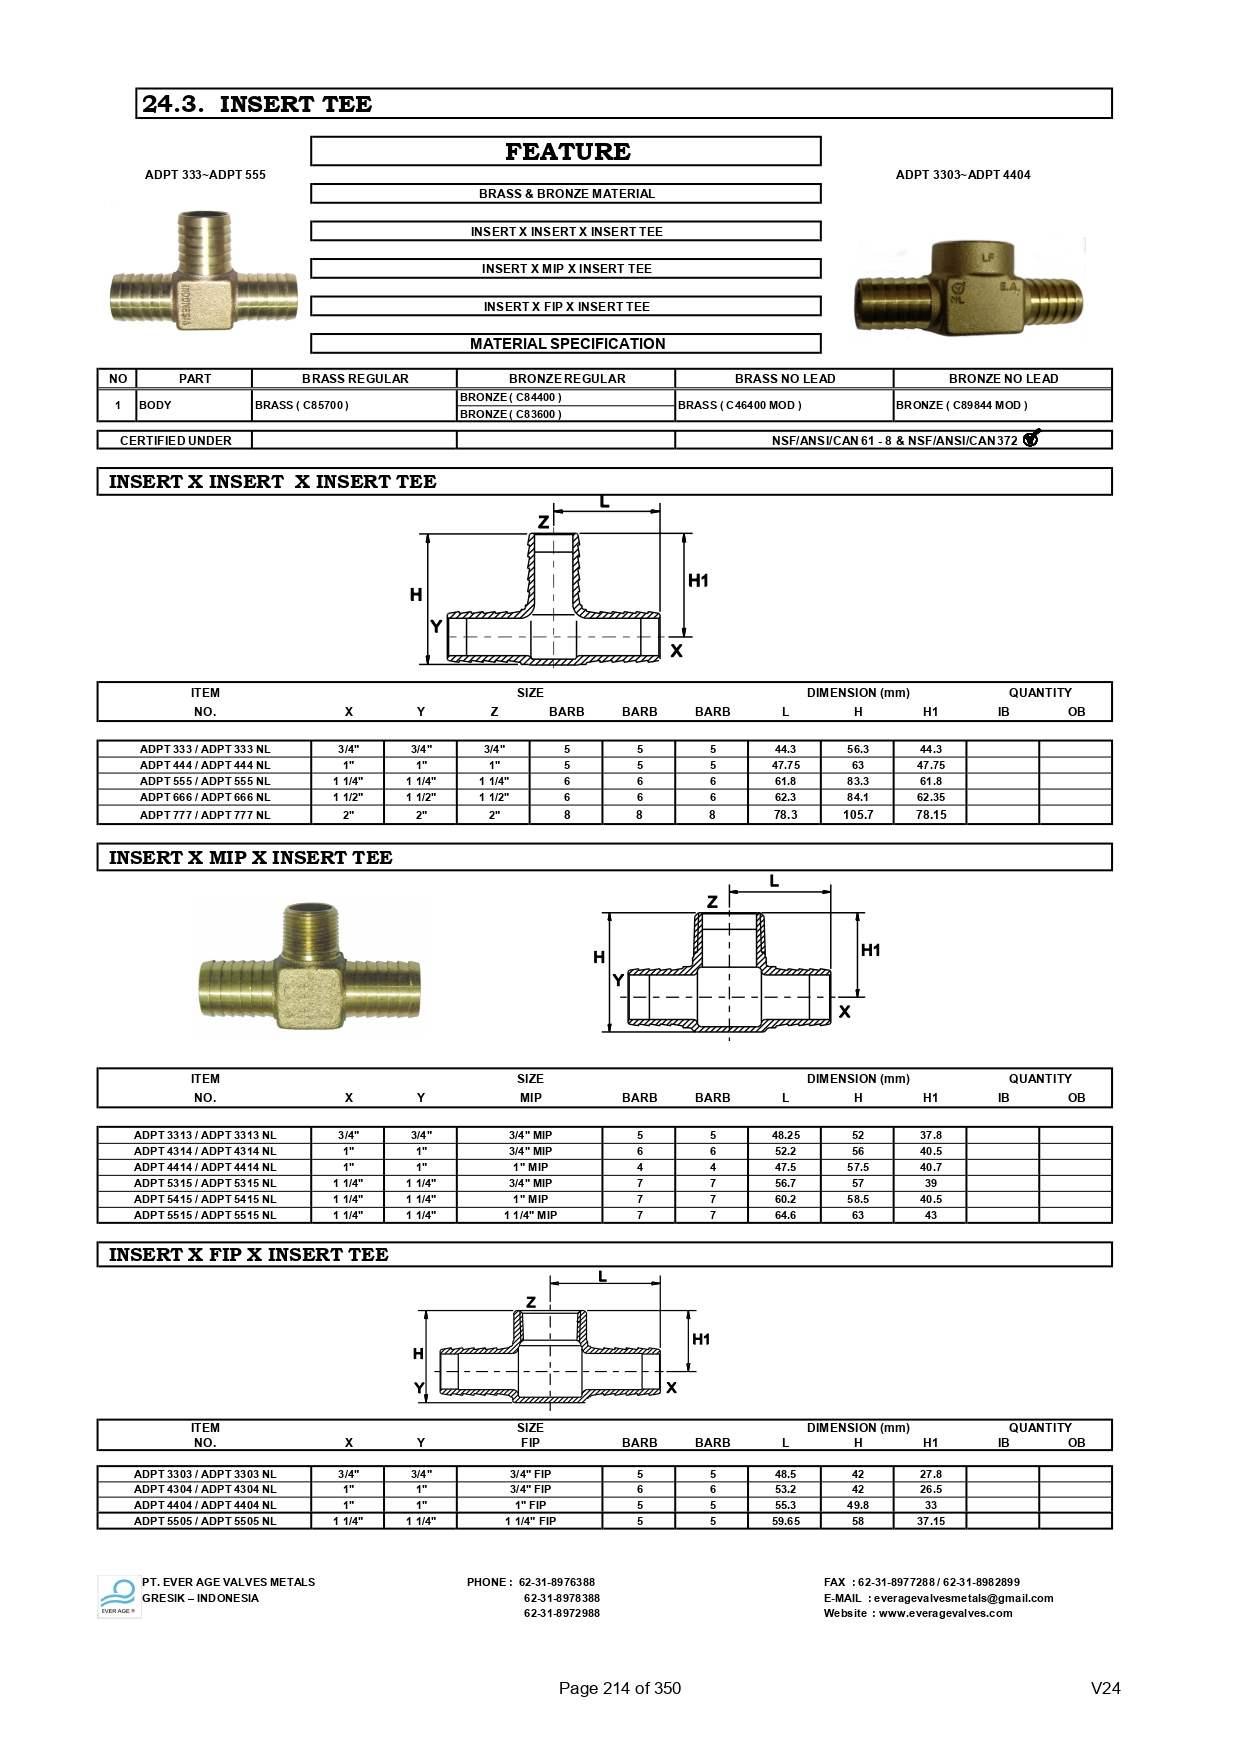 24.3. INSERT TEE
FEATURE
ADPT 333~ADPT 555
ADPT 3303~ADPT 4404
BRASS & BRONZE MATERIAL
INSERT X INSERT X INSERT TEE
INSERT X MIP X INSERT TEE
INSERT X FIP X INSERT TEE
MATERIAL SPECIFICATION
INDONESIA
LF
E.A.
NL
NO PART BRASS REGULAR BRONZE REGULAR BRASS NO LEAD BRONZE NO LEAD
1 BODY BRASS ( C85700 ) BRONZE ( C84400 ) BRASS ( C46400 MOD ) BRONZE ( C89844 MOD )
BRONZE ( C83600 )
CERTIFIED UNDER NSF/ANSI/CAN 61 - 8 & NSF/ANSI/CAN 372
INSERT X INSERT X INSERT TEE
L
Z
H
H1
Y
X
ITEM SIZE DIMENSION (mm) QUANTITY
NO. X Y Z BARB BARB BARB L H H1 IB OB
ADPT 333 / ADPT 333 NL 3/4" 3/4" 3/4" 5 5 5 44.3 56.3 44.3
ADPT 444 / ADPT 444 NL 1" 1" 1" 5 5 5 47.75 63 47.75
ADPT 555 / ADPT 555 NL 1 1/4" 1 1/4" 1 1/4" 6 6 6 61.8 83.3 61.8
ADPT 666 / ADPT 666 NL 1 1/2" 1 1/2" 1 1/2" 6 6 6 62.3 84.1 62.35
ADPT 777 / ADPT 777 NL 2" 2" 2" 8 8 8 78.3 105.7 78.15
INSERT X MIP X INSERT TEE
L
Z
H
H1
Y
X
ITEM SIZE DIMENSION (mm) QUANTITY
NO. X Y MIP BARB BARB L H H1 IB OB
ADPT 3313 / ADPT 3313 NL 3/4" 3/4" 3/4" MIP 5 5 48.25 52 37.8
ADPT 4314 / ADPT 4314 NL 1" 1" 3/4" MIP 6 6 52.2 56 40.5
ADPT 4414 / ADPT 4414 NL 1" 1" 1" MIP 4 4 47.5 57.5 40.7
ADPT 5315 / ADPT 5315 NL 1 1/4" 1 1/4" 3/4" MIP 7 7 56.7 57 39
ADPT 5415 / ADPT 5415 NL 1 1/4" 1 1/4" 1" MIP 7 7 60.2 58.5 40.5
ADPT 5515 / ADPT 5515 NL 1 1/4" 1 1/4" 1 1/4" MIP 7 7 64.6 63 43
INSERT X FIP X INSERT TEE
L
Z
H1
H
Y
X
ITEM SIZE DIMENSION (mm) QUANTITY
NO. X Y FIP BARB BARB L H H1 IB OB
ADPT 3303 / ADPT 3303 NL 3/4" 3/4" 3/4" FIP 5 5 48.5 42 27.8
ADPT 4304 / ADPT 4304 NL 1" 1" 3/4" FIP 6 6 53.2 42 26.5
ADPT 4404 / ADPT 4404 NL 1" 1" 1" FIP 5 5 55.3 49.8 33
ADPT 5505 / ADPT 5505 NL 1 1/4" 1 1/4" 1 1/4" FIP 5 5 59.65 58 37.15
EVER AGE ®
PT. EVER AGE VALVES METALS PHONE : 62-31-8976388 FAX : 62-31-8977288 / 62-31-8982899
GRESIK – INDONESIA 62-31-8978388 E-MAIL : everagevalvesmetals@gmail.com
62-31-8972988 Website : www.everagevalves.com
Page 214 of 350 V24